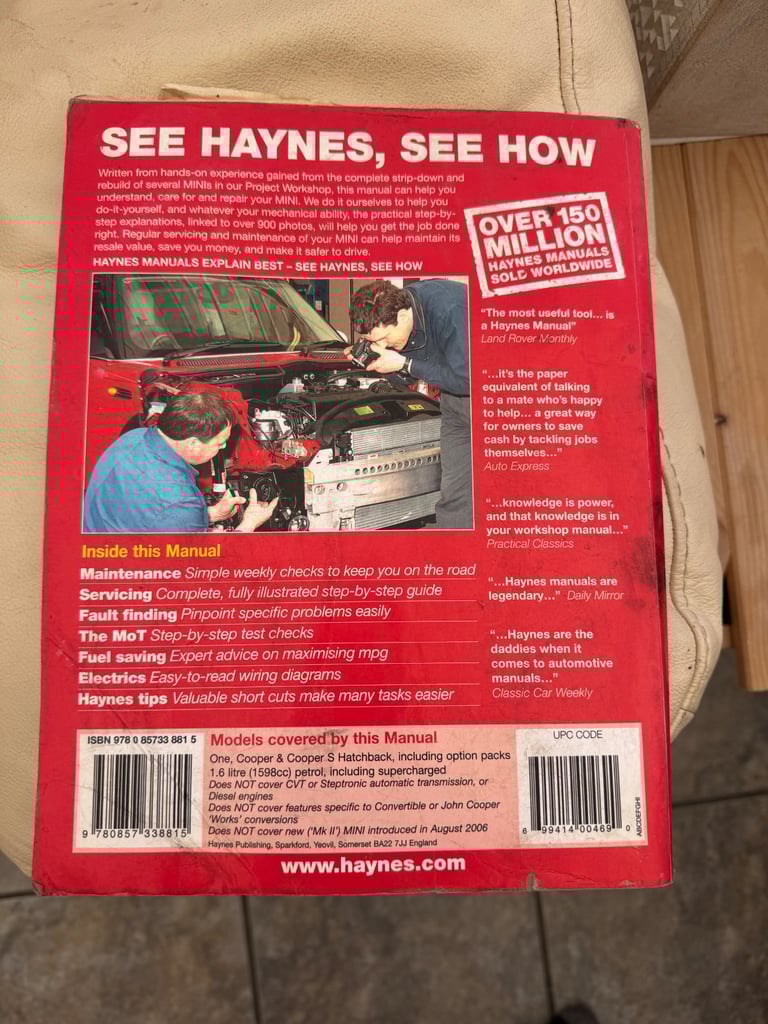 SEE HAYNES, SEE HOW
Written from hands-on experience gained from the complete strip-down and
rebuild of several MINIs in our Project Workshop, this manual can help you
understand, care for and repair your MINI. We do it ourselves to help you
do-it-yourself, and whatever your mechanical ability, the practical step-by-
step explanations, linked to over 900 photos, will help you get the job done
right. Regular servicing and maintenance of your MINI can help maintain its
resale value, save you money, and make it safer to drive.
HAYNES MANUALS EXPLAIN BEST – SEE HAYNES, SEE HOW
OVER 150
MILLION
HAYNES MANUALS
SOLD WORLDWIDE
“The most useful tool... is
a Haynes Manual”
Land Rover Monthly
“...it's the paper
equivalent of talking
to a mate who's happy
to help... a great way
for owners to save
cash by tackling jobs
themselves...”
Auto Express
“...knowledge is power,
and that knowledge is in
your workshop manual...”
Practical Classics
“...Haynes manuals are
legendary...” Daily Mirror
“...Haynes are the
daddies when it
comes to automotive
manuals...”
Classic Car Weekly
Inside this Manual
Maintenance Simple weekly checks to keep you on the road
Servicing Complete, fully illustrated step-by-step guide
Fault finding Pinpoint specific problems easily
The MoT Step-by-step test checks
Fuel saving Expert advice on maximising mpg
Electrics Easy-to-read wiring diagrams
Haynes tips Valuable short cuts make many tasks easier
ISBN 978 0 85733 881 5
9 780857 338815
Models covered by this Manual
One, Cooper & Cooper S Hatchback, including option packs
1.6 litre (1598cc) petrol, including supercharged
Does NOT cover CVT or Steptronic automatic transmission, or
Diesel engines
Does NOT cover features specific to Convertible or John Cooper
'Works' conversions
Does NOT cover new ('Mk II') MINI introduced in August 2006
Haynes Publishing, Sparkford, Yeovil, Somerset BA22 7JJ England
UPC CODE
6 99414 00469 0
ABCDEFGHI
www.haynes.com